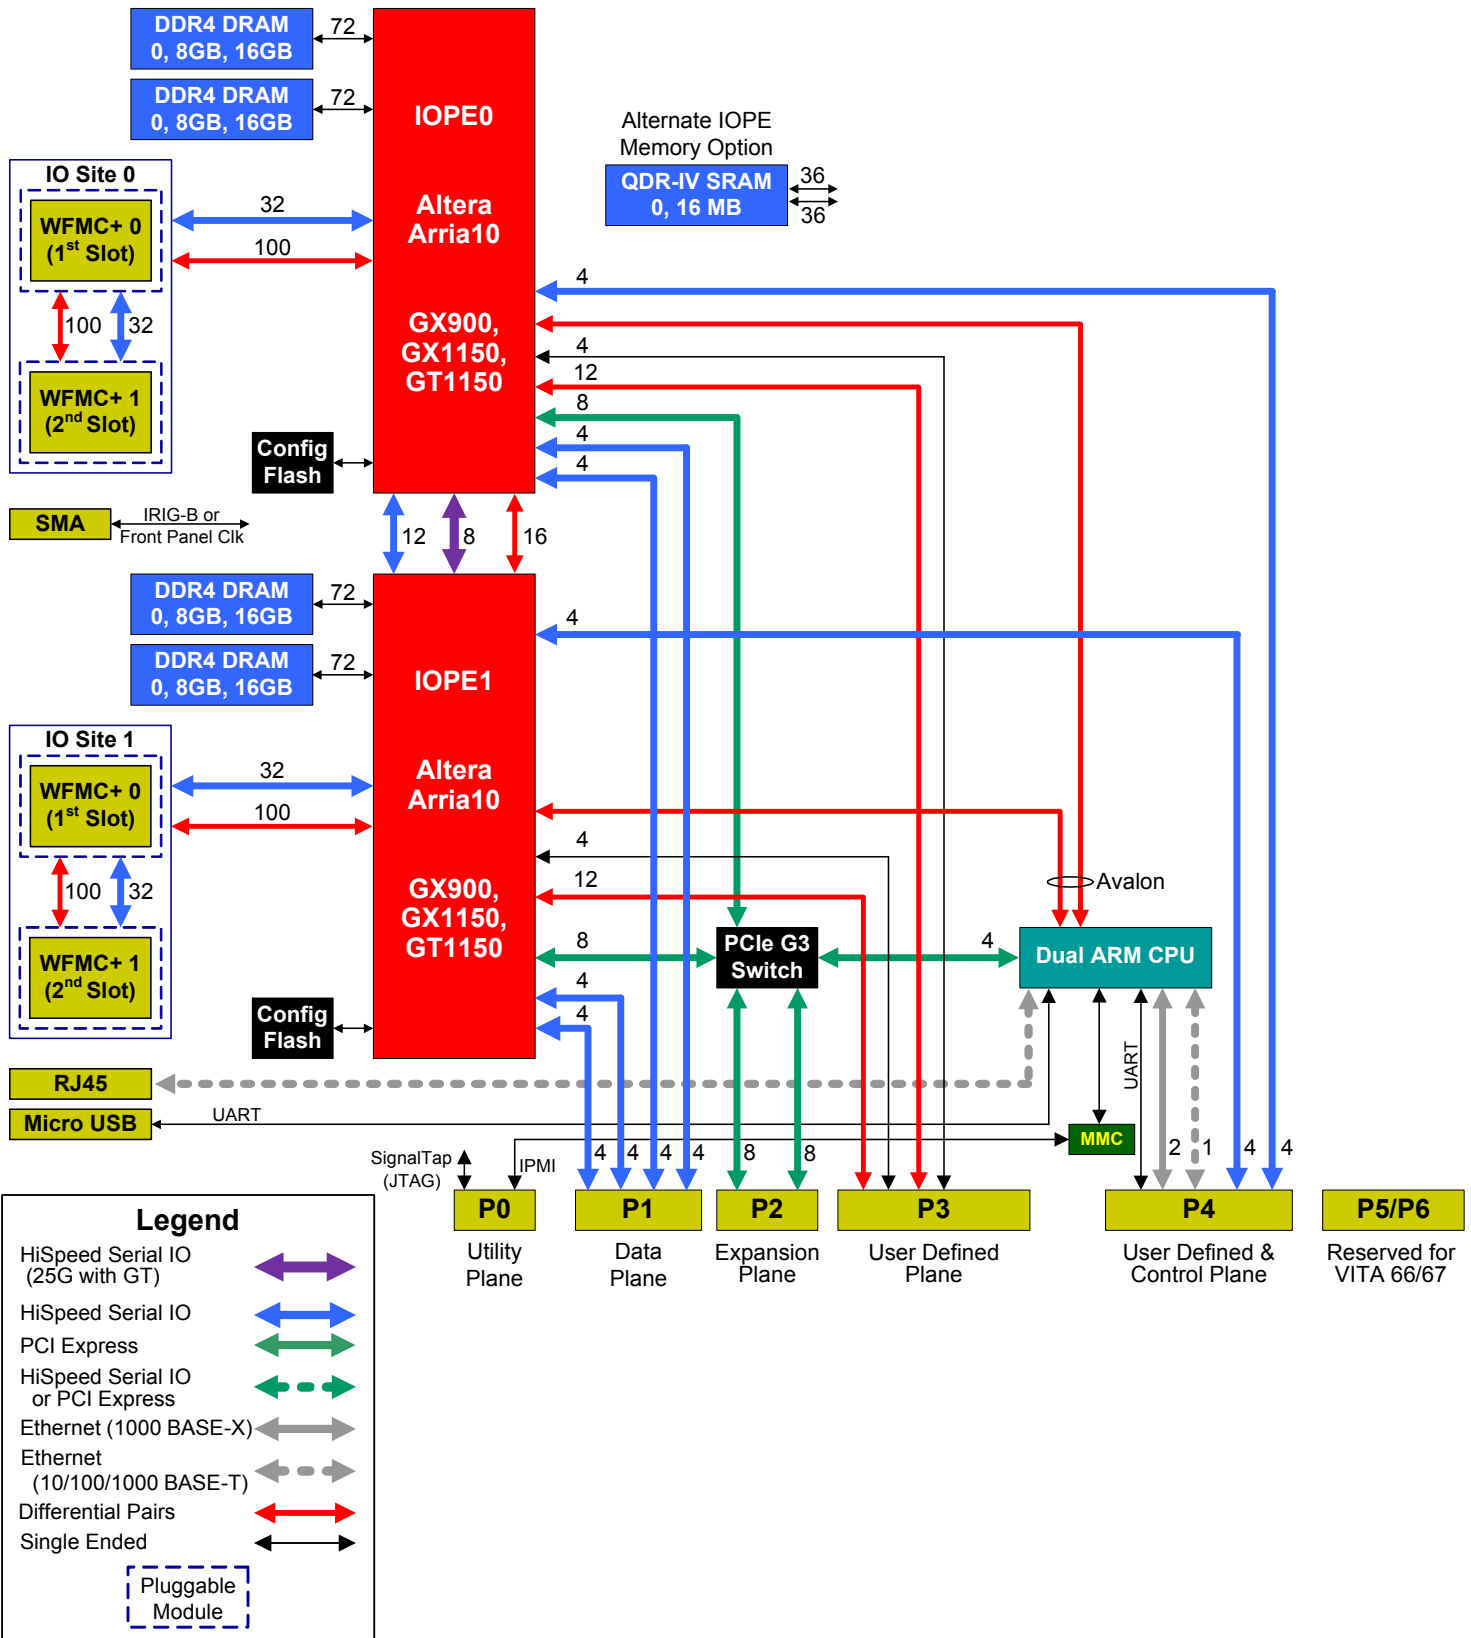 DDR4 DRAM
0, 8GB, 16GB
72
DDR4 DRAM
0, 8GB, 16GB
72
IOPE0
Altera
Arria10
GX900,
GX1150,
GT1150
Alternate IOPE
Memory Option
QDR-IV SRAM
0, 16 MB
36
36
IO Site 0
WFMC+ 0
(1st Slot)
100
32
WFMC+ 1
(2nd Slot)
32
100
Config
Flash
4
4
12
8
4
4
SMA
IRIG-B or
Front Panel Clk
12
8
16
DDR4 DRAM
0, 8GB, 16GB
72
DDR4 DRAM
0, 8GB, 16GB
72
IOPE1
Altera
Arria10
GX900,
GX1150,
GT1150
4
IO Site 1
WFMC+ 0
(1st Slot)
100
32
WFMC+ 1
(2nd Slot)
32
100
Config
Flash
4
12
8
4
4
Avalon
PCIe G3
Switch
4
Dual ARM CPU
RJ45
Micro USB
UART
UART
MMC
SignalTap
(JTAG)
IPMI
4
4
4
4
8
8
2
1
4
4
P0
P1
P2
P3
P4
P5/P6
Utility
Plane
Data
Plane
Expansion
Plane
User Defined
Plane
User Defined &
Control Plane
Reserved for
VITA 66/67
Legend
HiSpeed Serial IO
(25G with GT)
HiSpeed Serial IO
PCI Express
HiSpeed Serial IO
or PCI Express
Ethernet (1000 BASE-X)
Ethernet
(10/100/1000 BASE-T)
Differential Pairs
Single Ended
Pluggable
Module